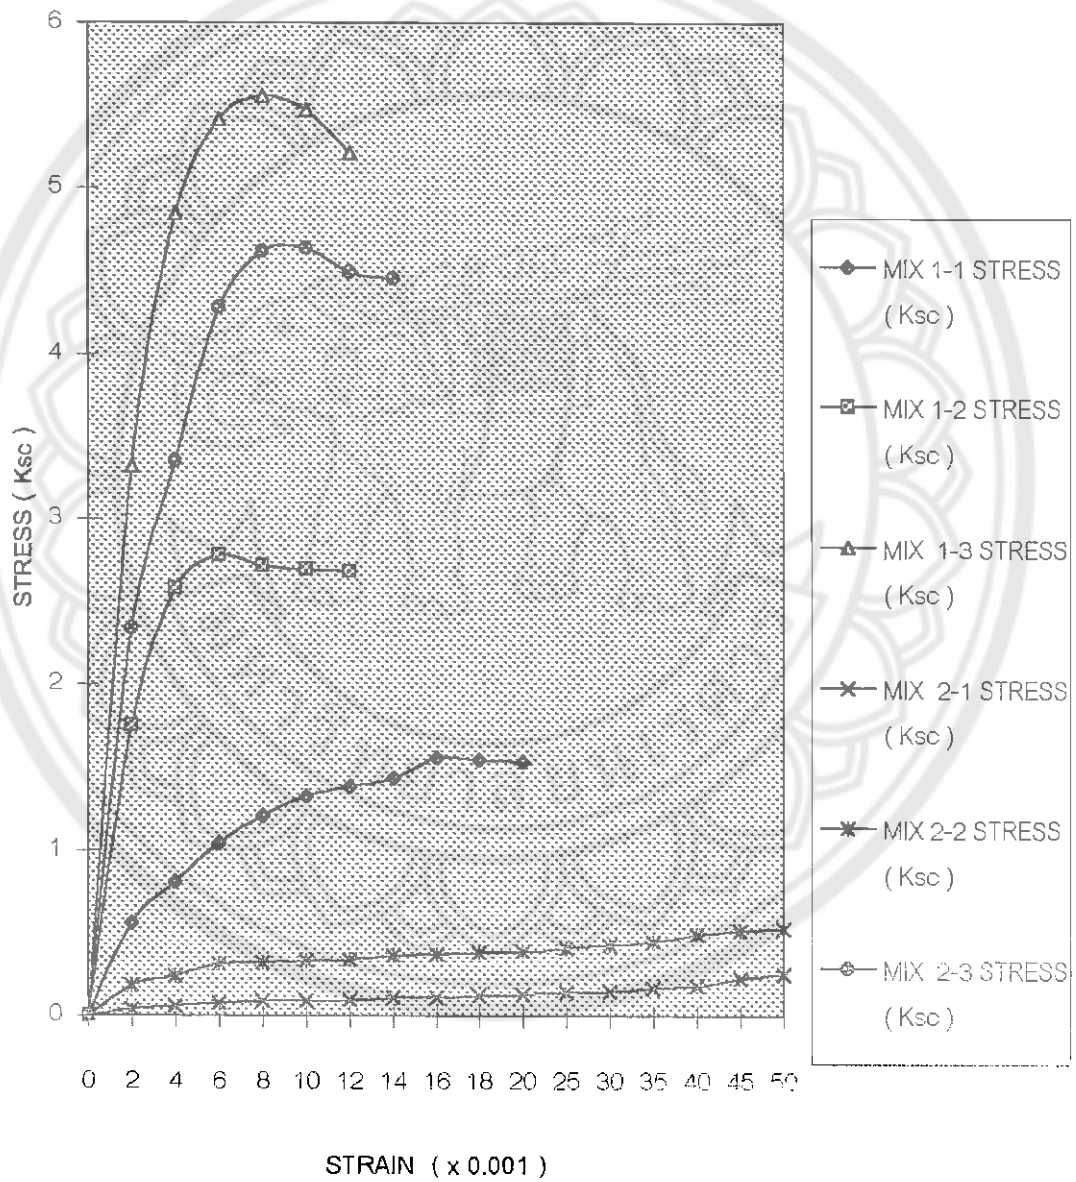 6
5
4
3
2
1
0
STRESS ( Ksc )
0 2 4 6 8 10 12 14 16 18 20 25 30 35 40 45 50
STRAIN ( x 0.001 )
MIX 1-1 STRESS
( Ksc )
MIX 1-2 STRESS
( Ksc )
MIX 1-3 STRESS
( Ksc )
MIX 2-1 STRESS
( Ksc )
MIX 2-2 STRESS
( Ksc )
MIX 2-3 STRESS
( Ksc )